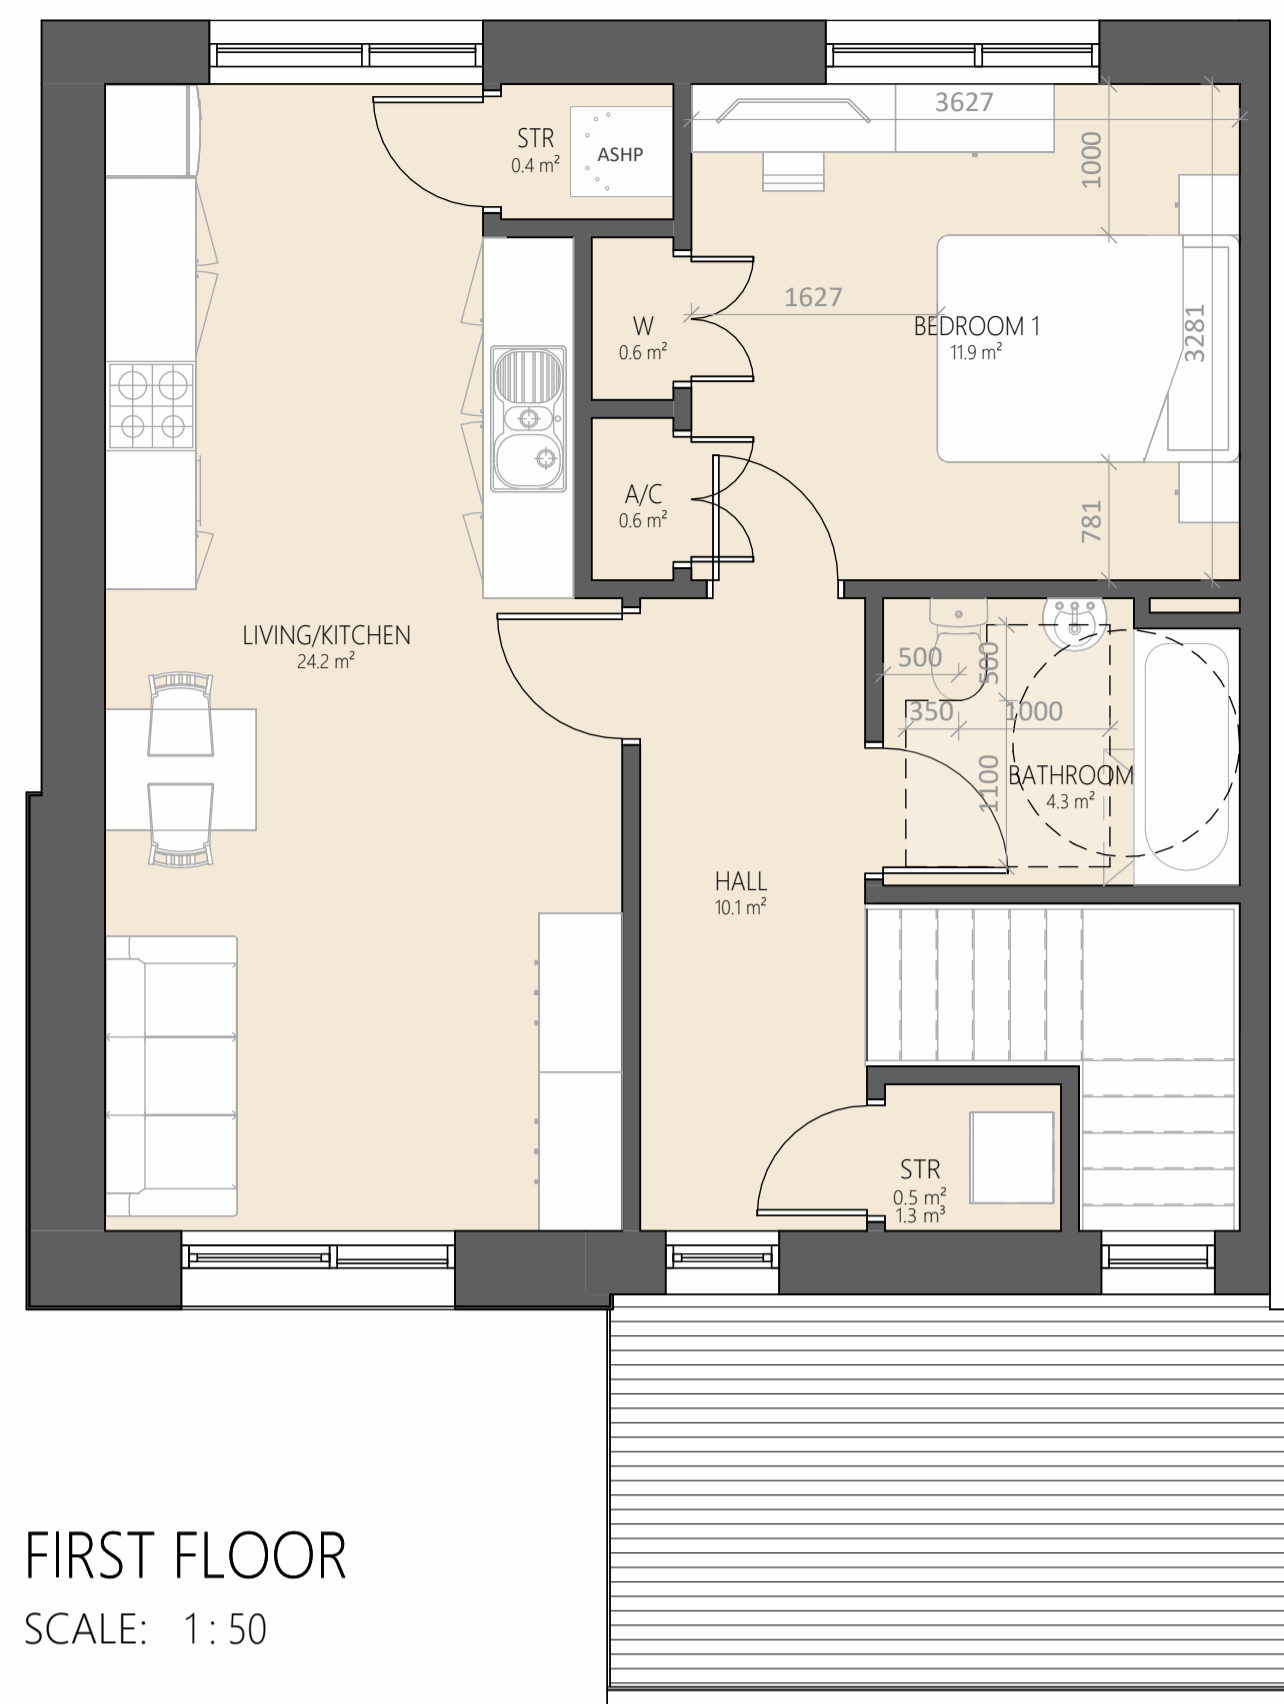 3627
STR
0.4 m²
ASHP
1000
1627
W
0.6 m²
BEDROOM 1
11.9 m²
3281
A/C
0.6 m²
781
LIVING/KITCHEN
24.2 m²
500
500
350
1000
1100
BATHROOM
4.3 m²
HALL
10.1 m²
STR
0.5 m²
1.3 m³
FIRST FLOOR
SCALE: 1 : 50